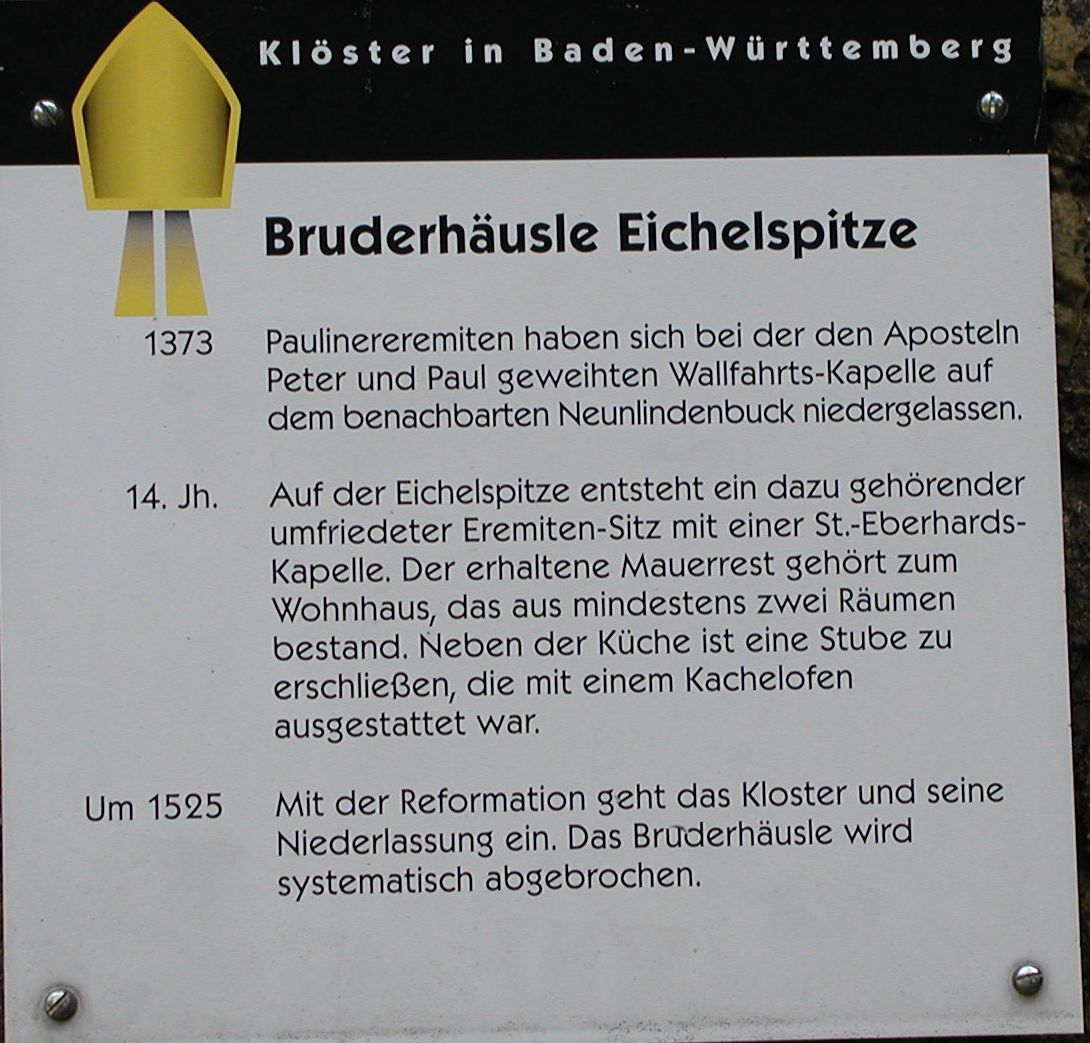 Klöster in Baden-Württemberg
Bruderhäusle Eichelspitze
1373 Paulinereremiten haben sich bei der den Aposteln
Peter und Paul geweihten Wallfahrts-Kapelle auf
dem benachbarten Neunlindenbuck niedergelassen.
14. Jh. Auf der Eichelspitze entsteht ein dazu gehörender
umfriedeter Eremiten-Sitz mit einer St.-Eberhards-
Kapelle. Der erhaltene Mauerrest gehört zum
Wohnhaus, das aus mindestens zwei Räumen
bestand. Neben der Küche ist eine Stube zu
erschließen, die mit einem Kachelofen
ausgestattet war.
Um 1525 Mit der Reformation geht das Kloster und seine
Niederlassung ein. Das Bruderhäusle wird
systematisch abgebrochen.